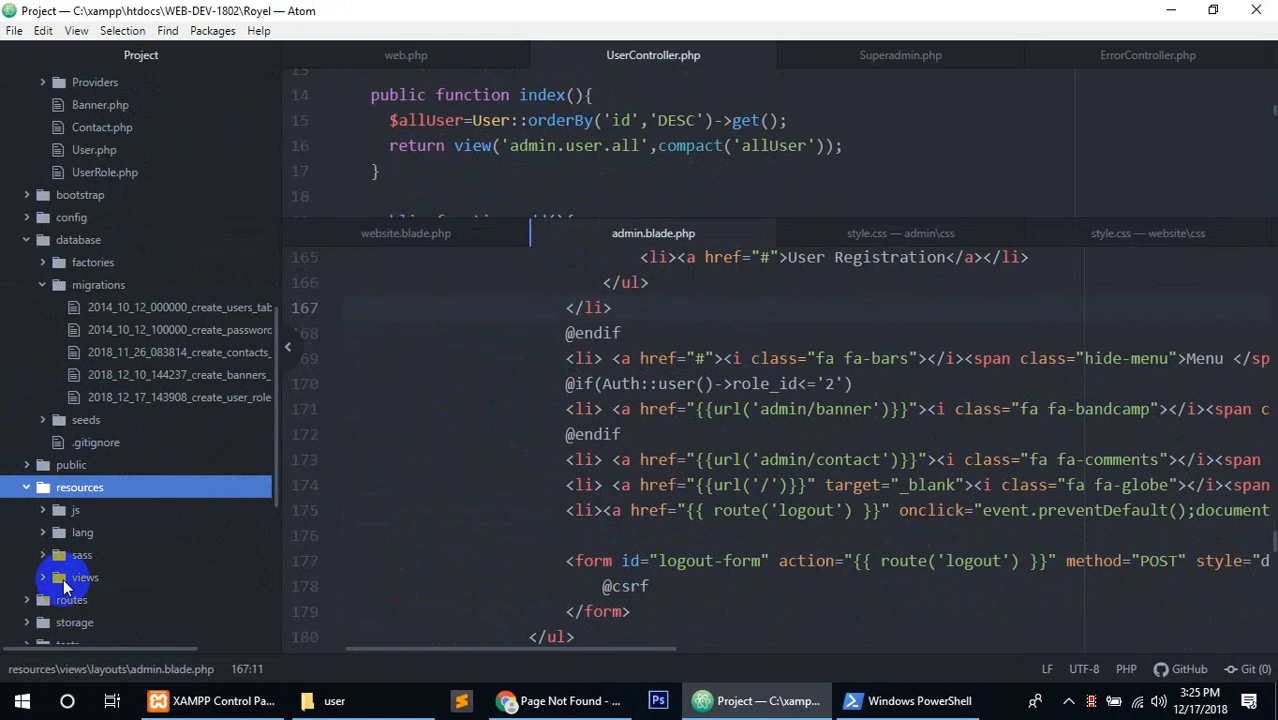 Project — C:\xampp\htdocs\WEB-DEV-1802\Royel — Atom
File Edit View Selection Find Packages Help
Project
Providers
Banner.php
Contact.php
User.php
UserRole.php
bootstrap
config
database
factories
migrations
2014_10_12_000000_create_users_tab
2014_10_12_100000_create_password
2018_11_26_083814_create_contacts_
2018_12_10_144237_create_banners_
2018_12_17_143908_create_user_role
seeds
.gitignore
public
resources
js
lang
sass
views
routes
storage
web.php UserController.php Superadmin.php ErrorController.php
14 public function index(){
15 $allUser=User::orderBy('id','DESC')->get();
16 return view('admin.user.all',compact('allUser'));
17 }
18
website.blade.php admin.blade.php style.css — admin\css style.css — website\css
165 <li><a href="#">User Registration</a></li>
166 </ul>
167 </li>
168 @endif
169 <li> <a href="#"><i class="fa fa-bars"></i><span class="hide-menu">Menu </sp
170 @if(Auth::user()->role_id<='2')
171 <li> <a href="{{url('admin/banner')}}"><i class="fa fa-bandcamp"></i><span c
172 @endif
173 <li> <a href="{{url('admin/contact')}}"><i class="fa fa-comments"></i><span
174 <li> <a href="{{url('/')}}" target="_blank"><i class="fa fa-globe"></i><span
175 <li><a href="{{ route('logout') }}" onclick="event.preventDefault();document
176
177 <form id="logout-form" action="{{ route('logout') }}" method="POST" style="d
178 @csrf
179 </form>
180 </ul>
resources\views\layouts\admin.blade.php 167:11 LF UTF-8 PHP GitHub Git (0)
XAMPP Control Pa... user Page Not Found - ... Ps Project — C:\xamp... Windows PowerShell
3:25 PM
12/17/2018